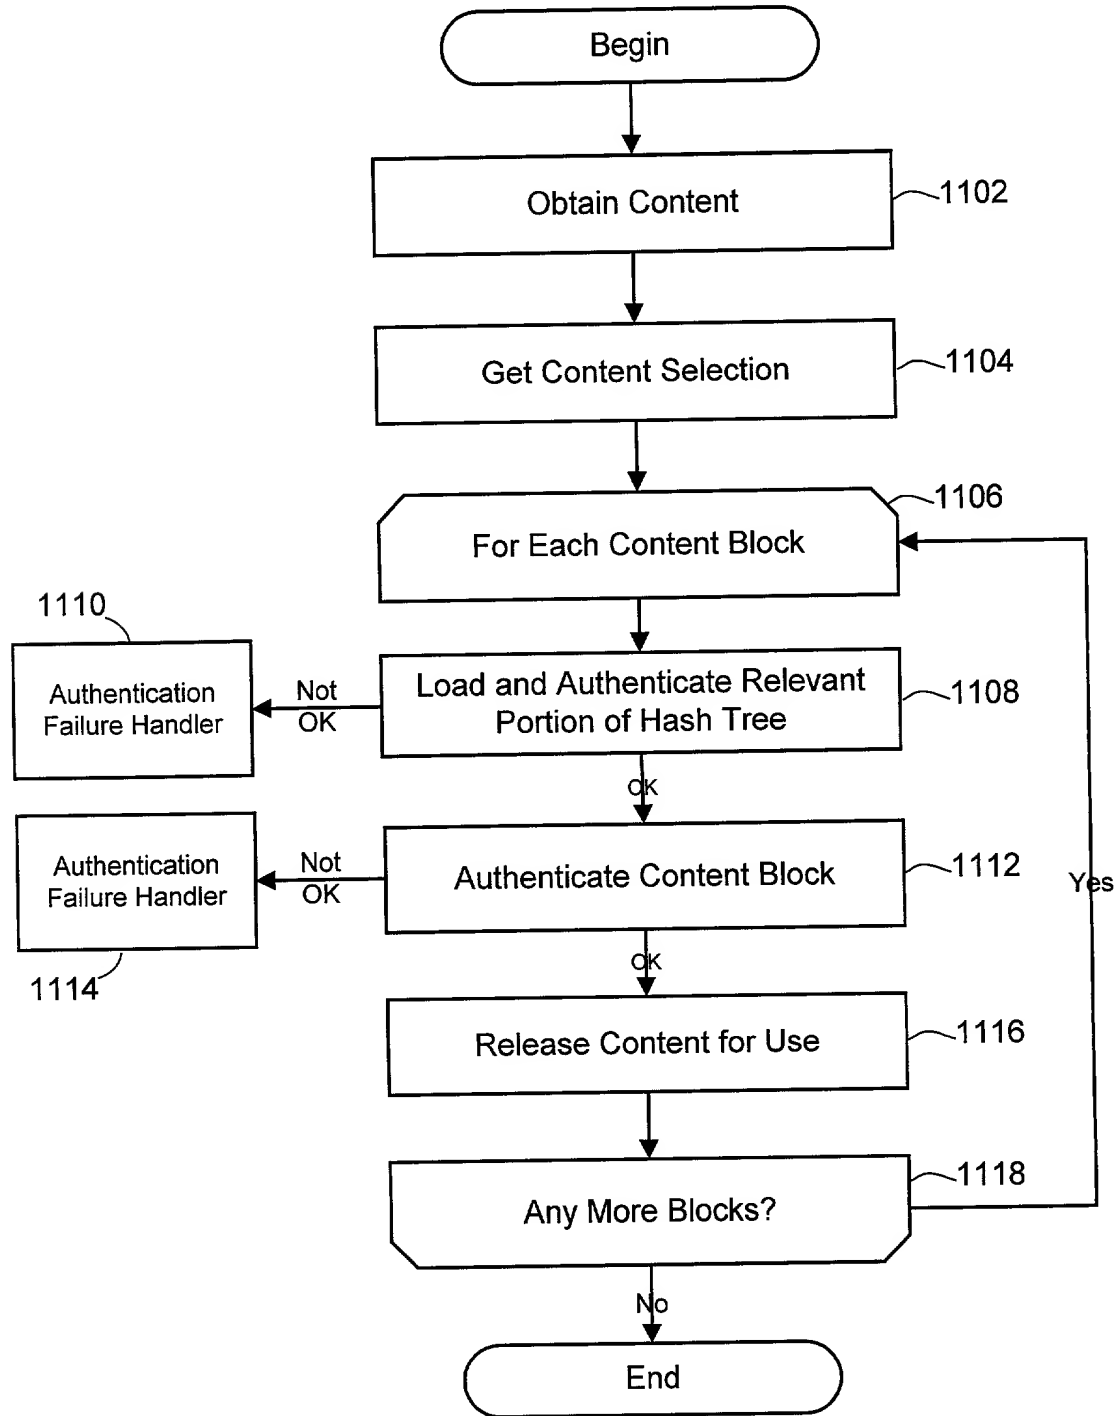 Begin
Obtain Content
1102
Get Content Selection
1104
1106
For Each Content Block
1110
Authentication
Failure Handler
Not
OK
Load and Authenticate Relevant
Portion of Hash Tree
1108
OK
Authentication
Failure Handler
1114
Not
OK
Authenticate Content Block
1112
Yes
OK
Release Content for Use
1116
Any More Blocks?
1118
No
End